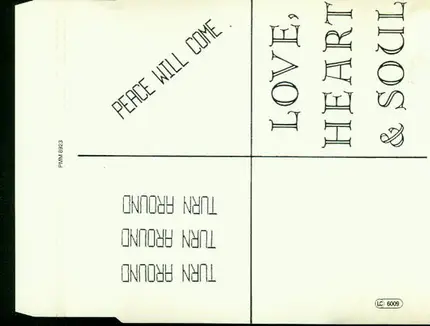 PEACE WILL COME
LOVE,
HEART
& SOUL
PMM 8923
TURN AROUND
TURN AROUND
TURN AROUND
LC 6009